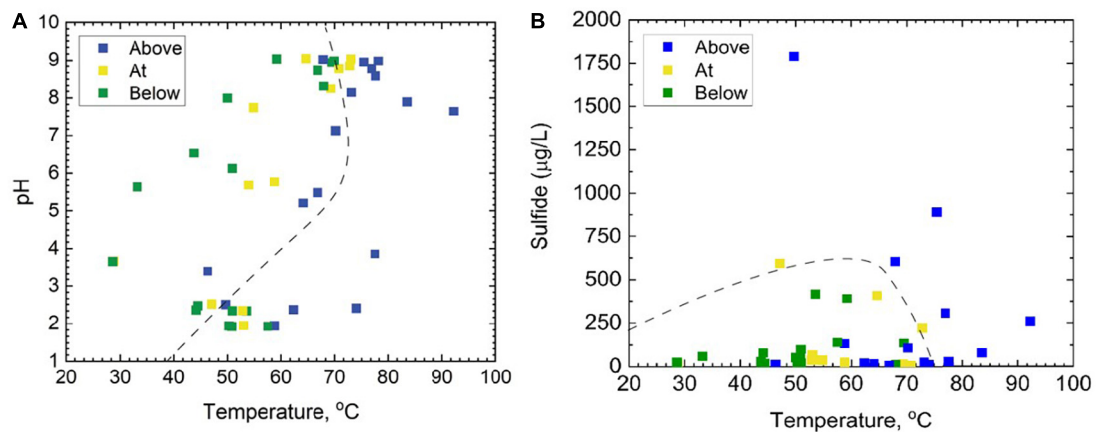 A
10
9
8
7
6
5
4
3
2
1
pH
Above
At
Below
20 30 40 50 60 70 80 90 100
Temperature, °C
B
2000
1750
1500
1250
1000
750
500
250
0
Sulfide (µg/L)
Above
At
Below
20 30 40 50 60 70 80 90 100
Temperature, °C